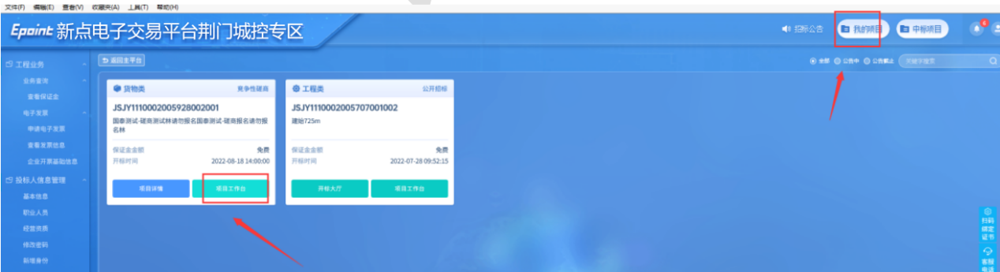 文件(F) 编辑(E) 查看(V) 收藏夹(A) 工具(T) 帮助(H)
Epoint 新点电子交易平台荆门城控专区
招标公告 我的项目 中标项目
返回主平台
全部 公告中 公告截止 关键字搜索
工程业务
业务查询
查看保证金
电子发票
申请电子发票
查看发票信息
企业开票基础信息
投标人信息管理
基本信息
职业人员
经营资质
修改密码
新增身份
货物类 竞争性磋商
JSJY1110002005928002001
国泰测试-磋商测试林请勿报名国泰测试-磋商报名请勿报
名林
保证金金额 免费
开标时间 2022-08-18 14:00:00
项目详情 项目工作台
工程类 公开招标
JSJY1110002005707001002
建始725m
保证金金额 免费
开标时间 2022-07-28 09:52:15
开标大厅 项目工作台
扫码
绑定
证书
客服
电话